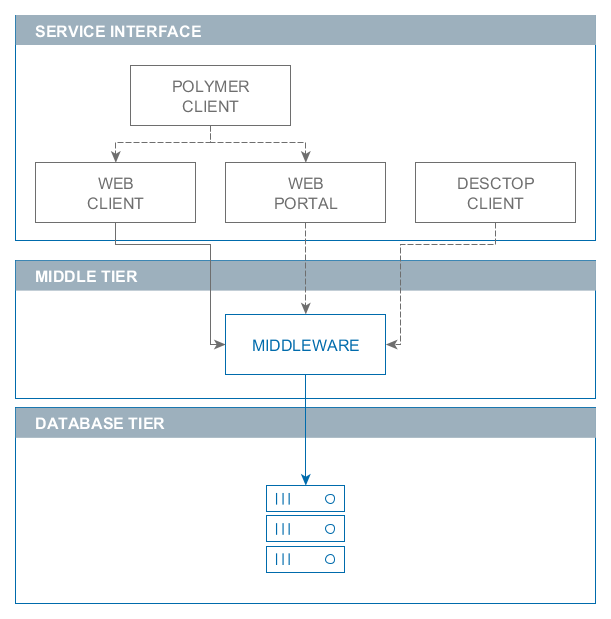 SERVICE INTERFACE
POLYMER
CLIENT
WEB
CLIENT
WEB
PORTAL
DESCTOP
CLIENT
MIDDLE TIER
MIDDLEWARE
DATABASE TIER